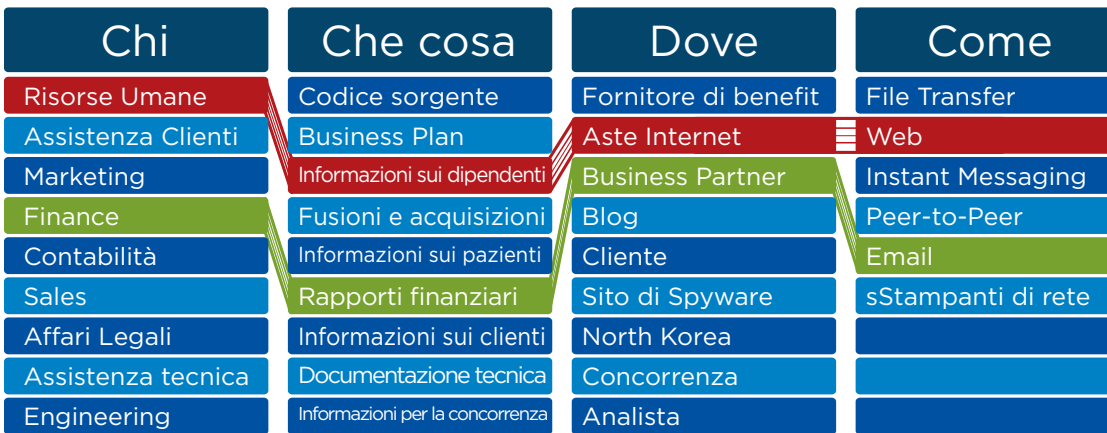 Chi Che cosa Dove Come
Risorse Umane Codice sorgente Fornitore di benefit File Transfer
Assistenza Clienti Business Plan Aste Internet Web
Marketing Informazioni sui dipendenti Business Partner Instant Messaging
Finance Fusioni e acquisizioni Blog Peer-to-Peer
Contabilità Informazioni sui pazienti Cliente Email
Sales Rapporti finanziari Sito di Spyware sStampanti di rete
Affari Legali Informazioni sui clienti North Korea
Assistenza tecnica Documentazione tecnica Concorrenza
Engineering Informazioni per la concorrenza Analista